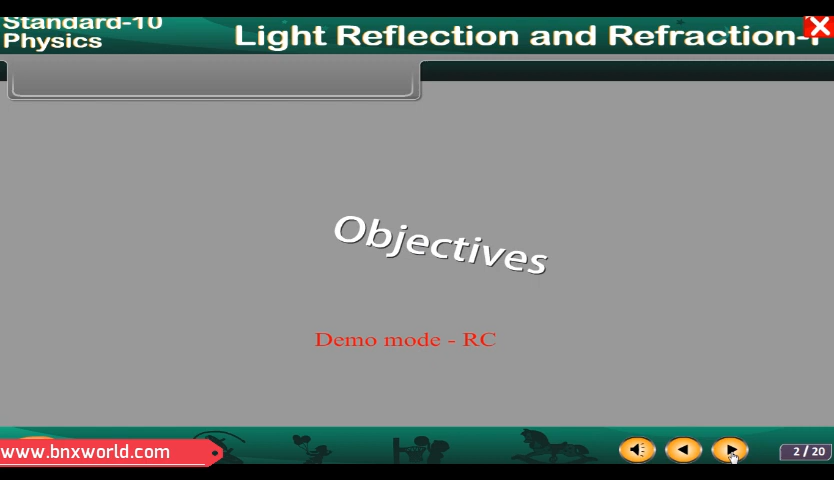 Standard-10
Physics
Light Reflection and Refraction-I
Objectives
Demo mode - RC
www.bnxworld.com
2 / 20